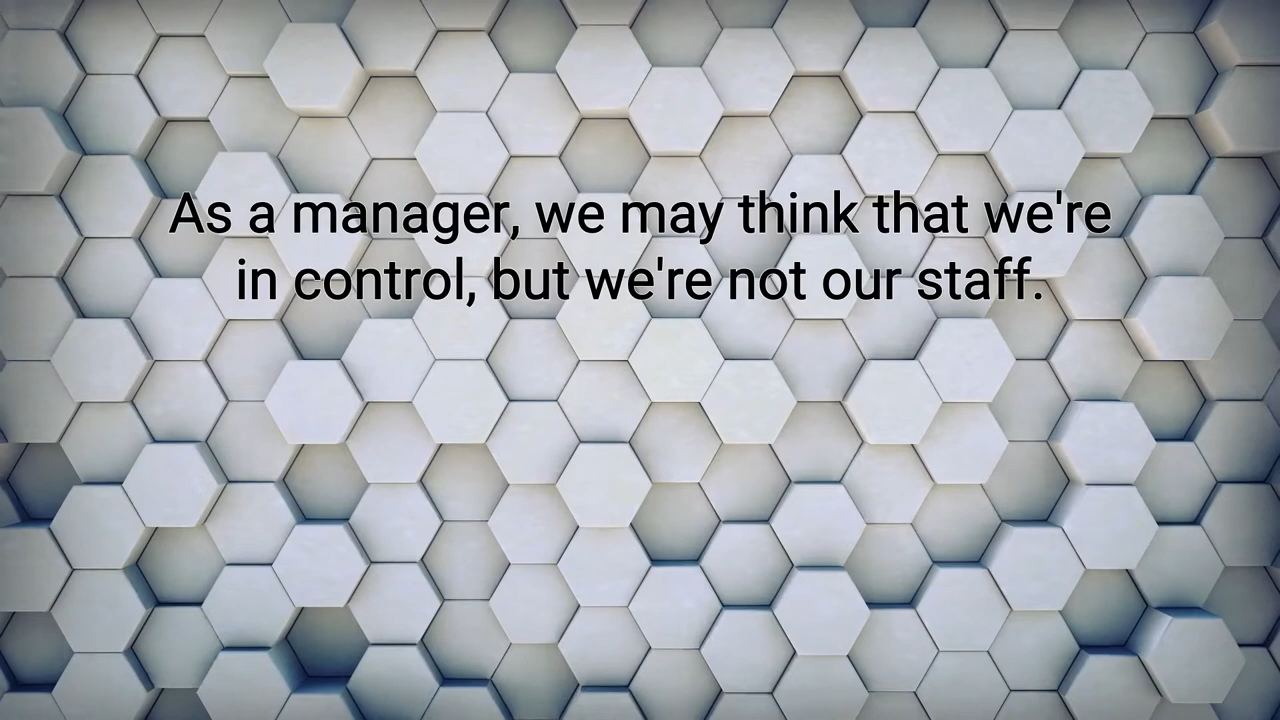 As a manager, we may think that we're
in control, but we're not our staff.